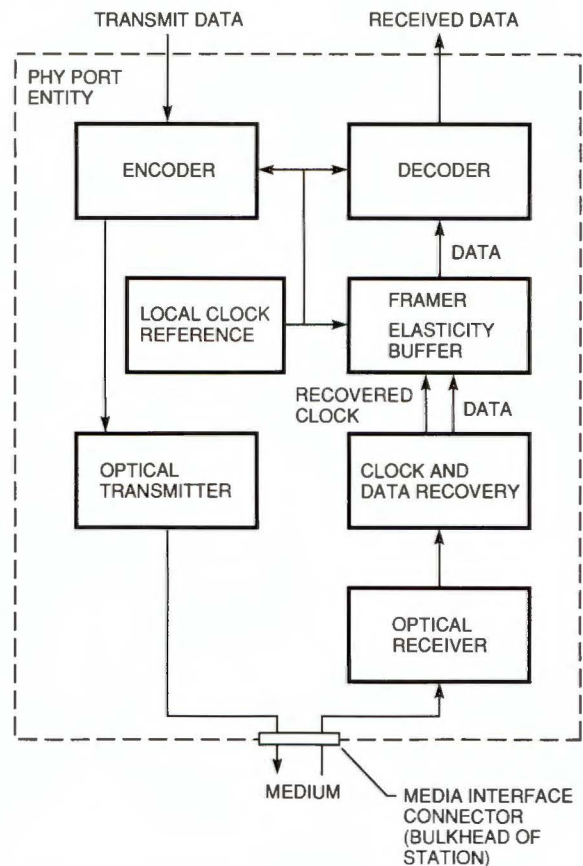 TRANSMIT DATA
RECEIVED DATA
PHY PORT
ENTITY
ENCODER
DECODER
DATA
LOCAL CLOCK
REFERENCE
FRAMER
ELASTICITY
BUFFER
RECOVERED
CLOCK
DATA
OPTICAL
TRANSMITTER
CLOCK AND
DATA RECOVERY
OPTICAL
RECEIVER
MEDIUM
MEDIA INTERFACE
CONNECTOR
(BULKHEAD OF
STATION)